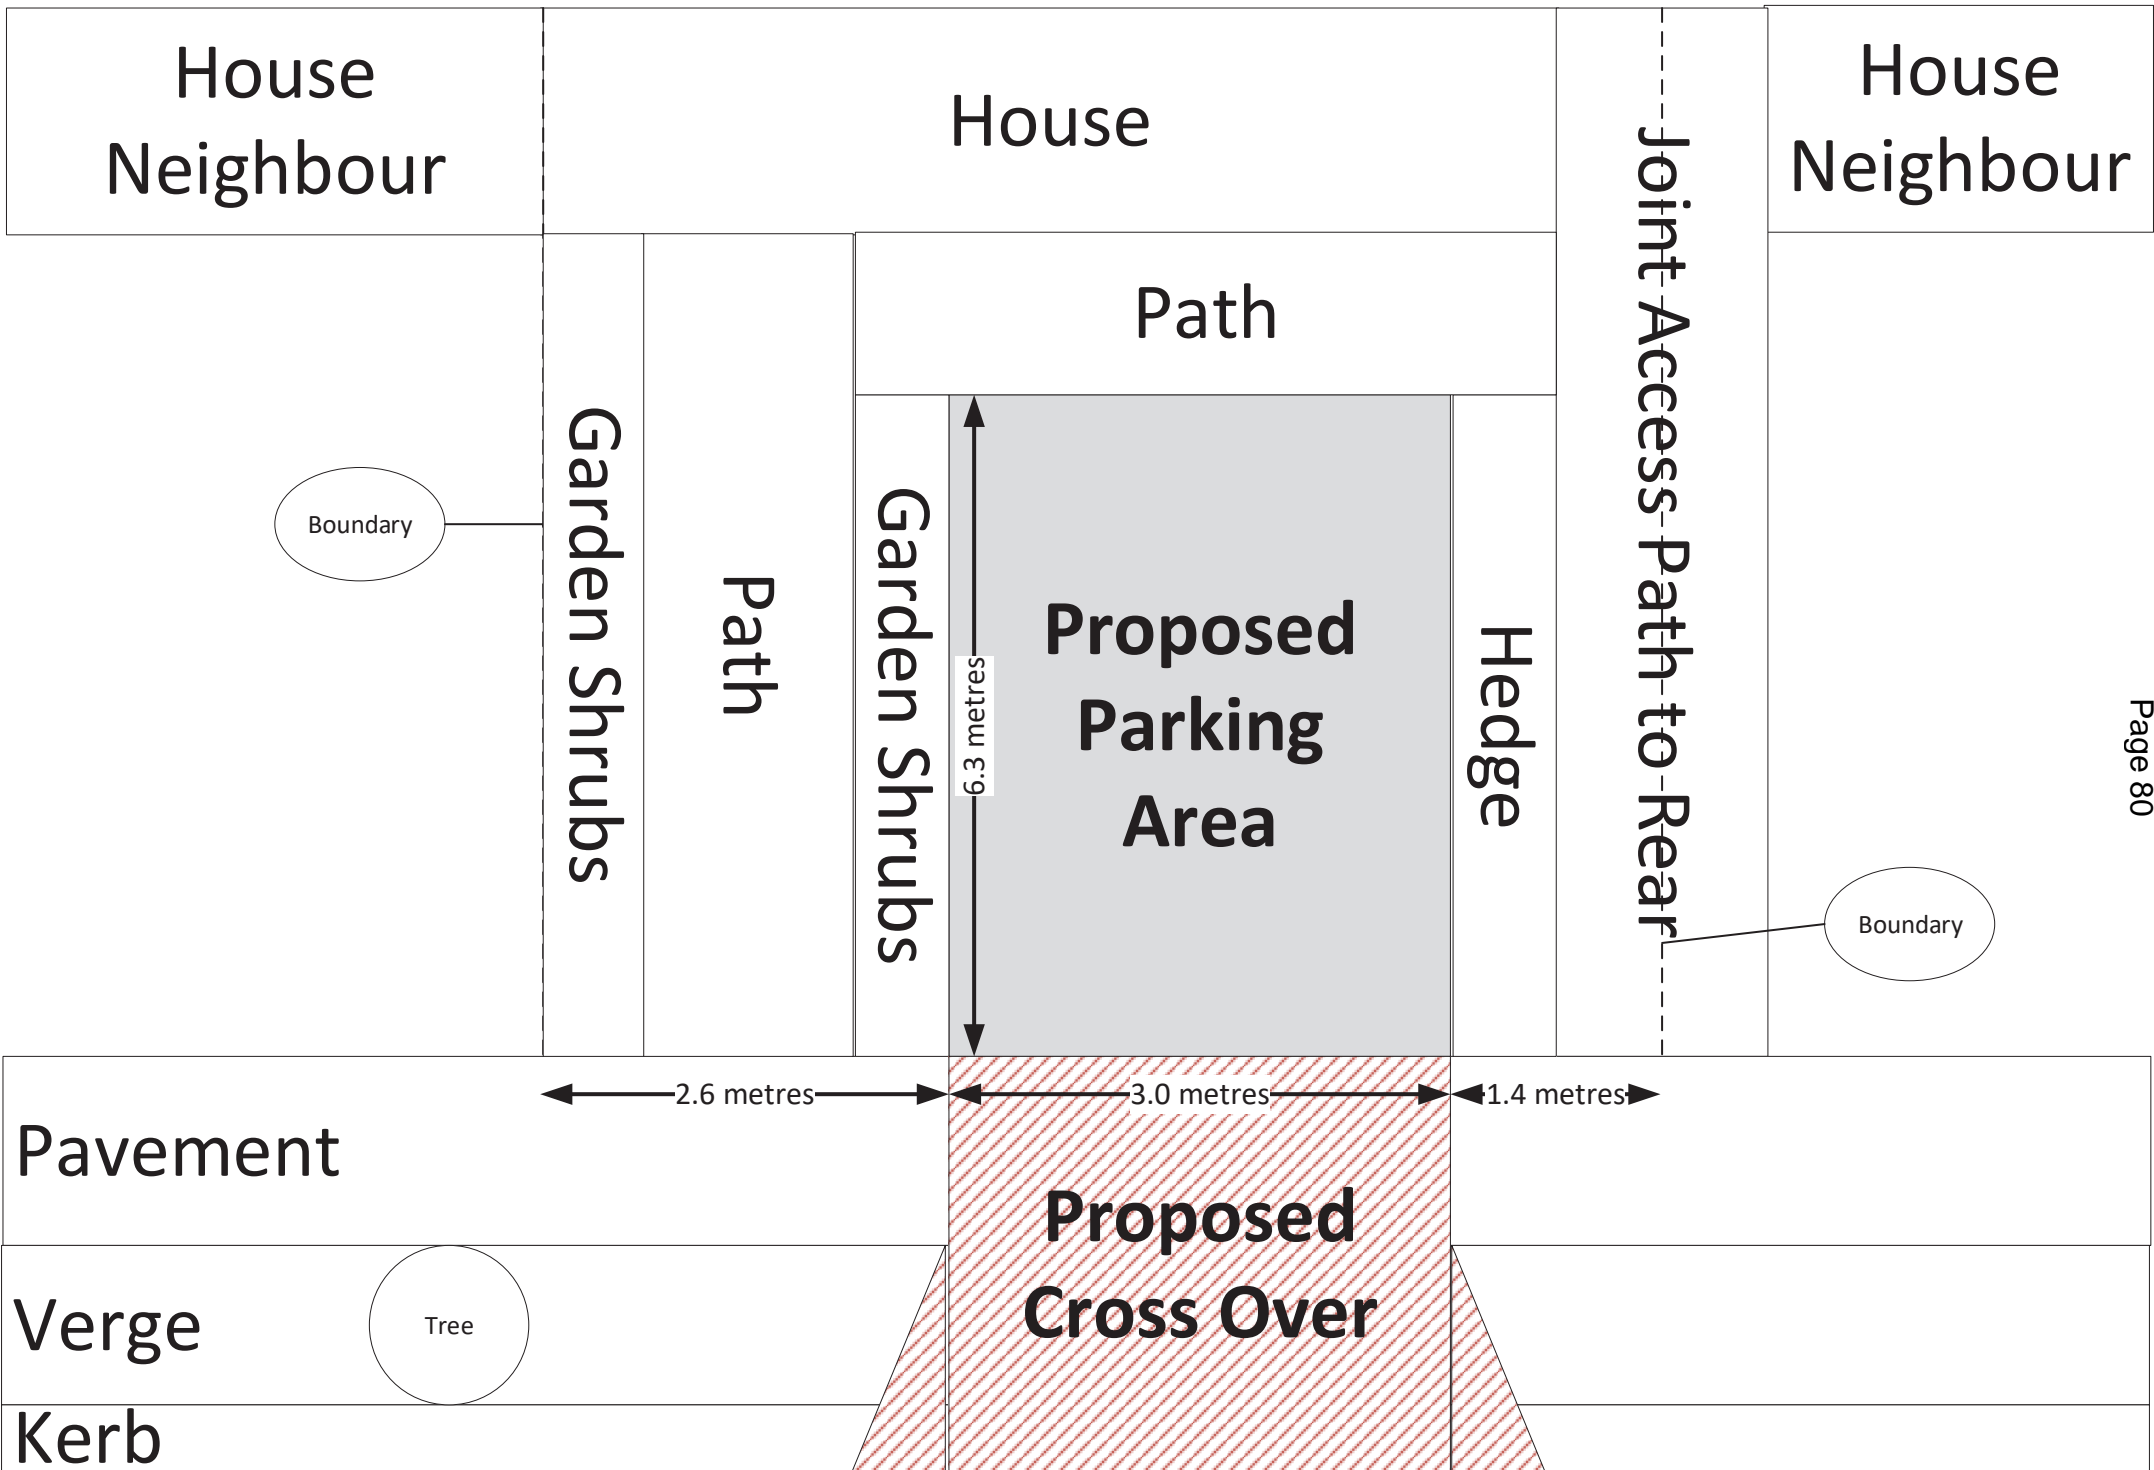 House
Neighbour
House
House
Neighbour
Joint Access Path to Rear
Path
Garden Shrubs
Path
Garden Shrubs
Boundary
6.3 metres
Proposed
Parking
Area
Hedge
Boundary
Page 80
2.6 metres
3.0 metres
1.4 metres
Pavement
Proposed
Cross Over
Verge
Tree
Kerb